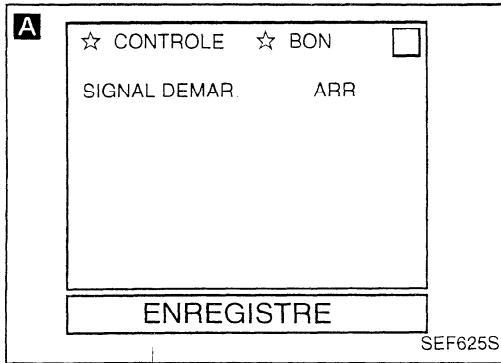 A
☆ CONTROLE ☆ BON
SIGNAL DEMAR. ARR
ENREGISTRE
SEF625S